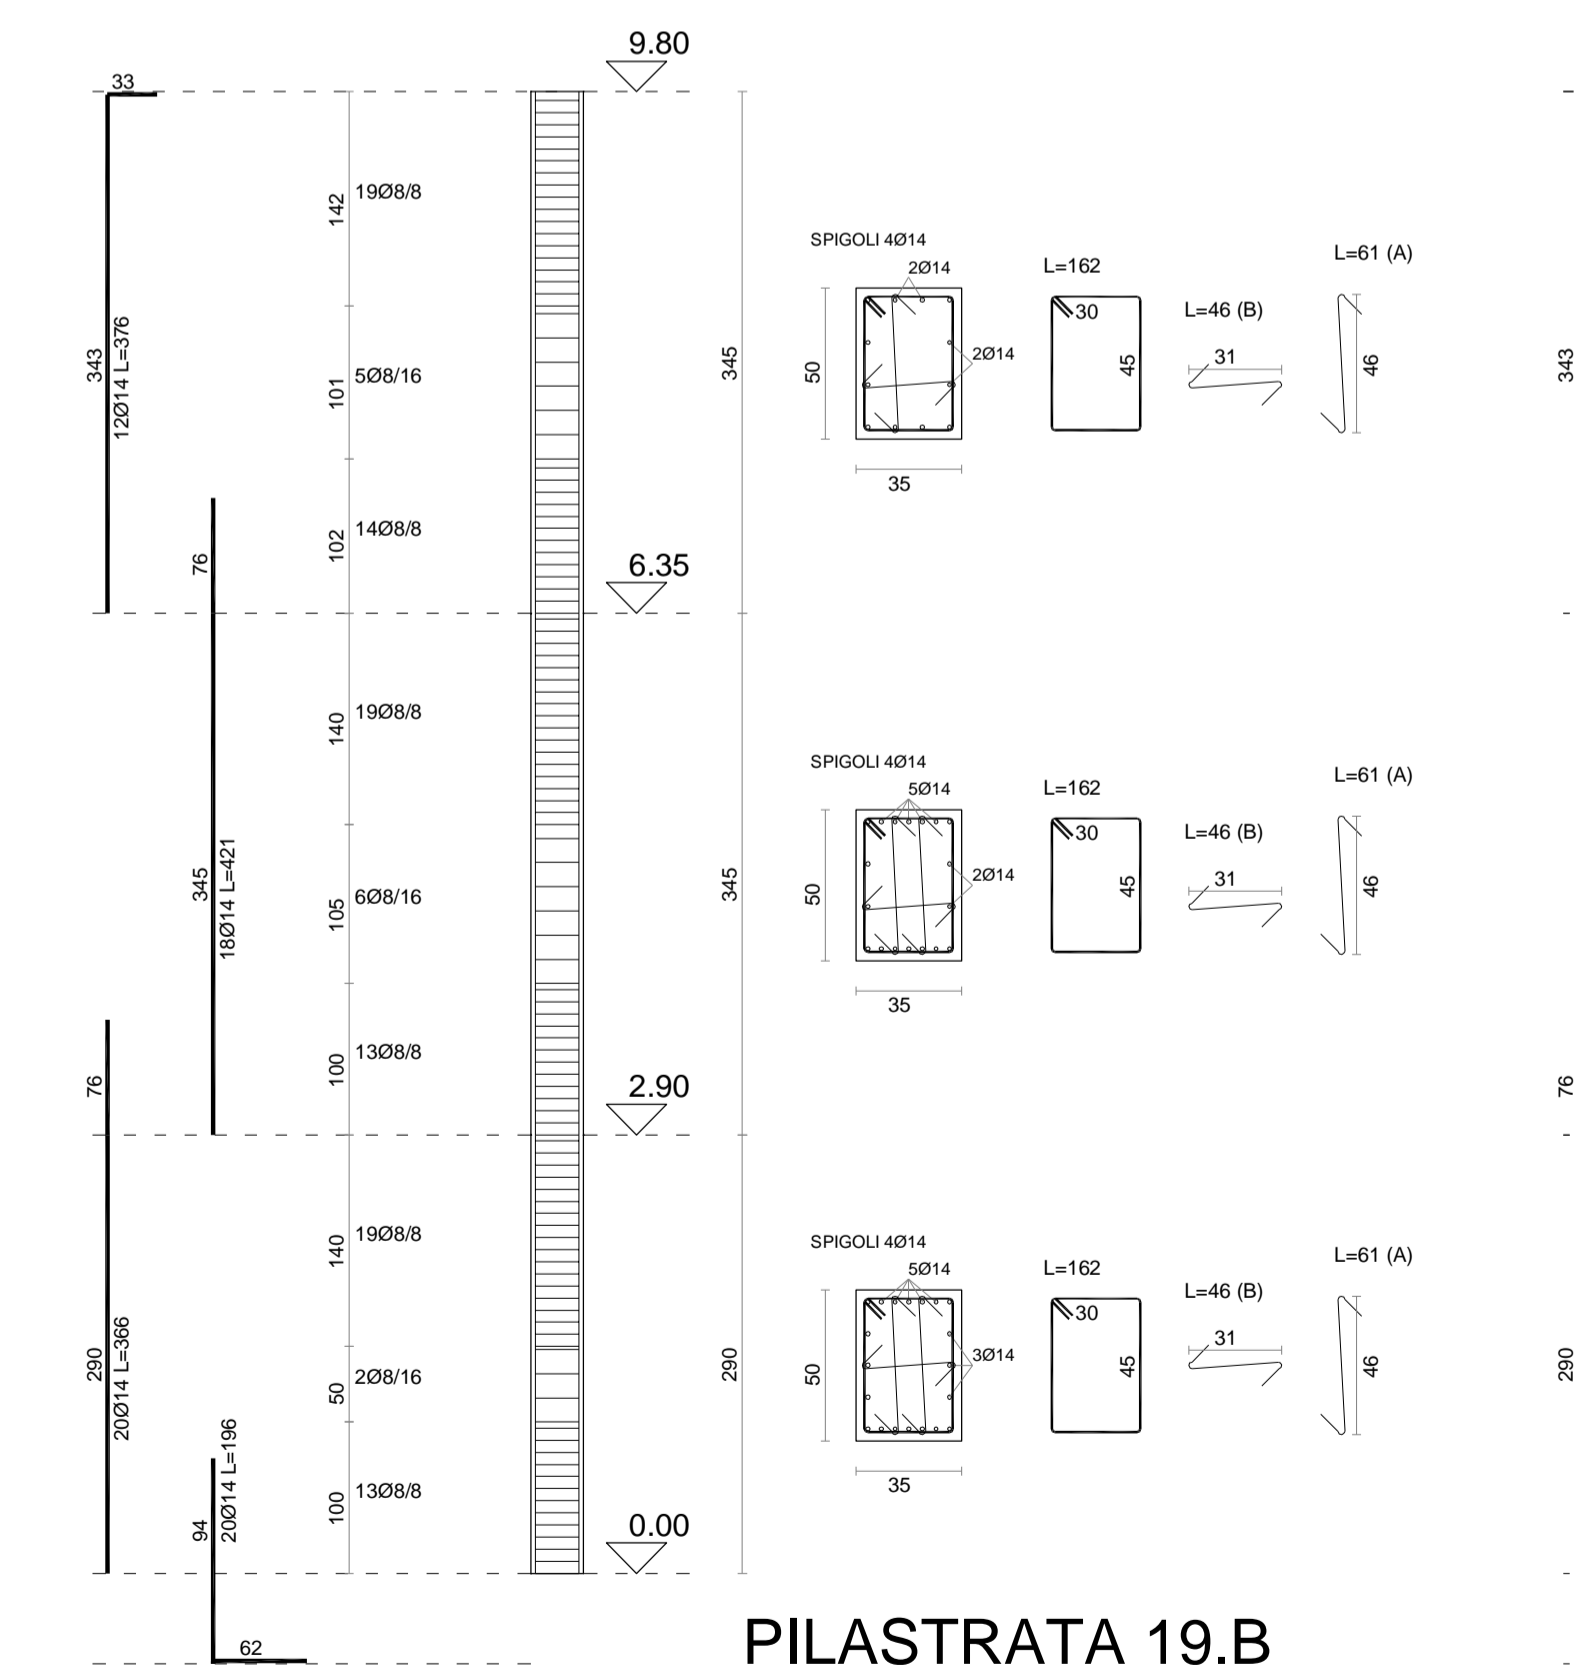 9.80
33
142
19Ø8/8
343
12Ø14 L=376
101
5Ø8/16
102
14Ø8/8
76
6.35
345
SPIGOLI 4Ø14
2Ø14
2Ø14
50
35
L=162
30
45
L=46 (B)
31
L=61 (A)
46
343
140
19Ø8/8
345
18Ø14 L=421
105
6Ø8/16
100
13Ø8/8
76
2.90
345
SPIGOLI 4Ø14
5Ø14
2Ø14
50
35
L=162
30
45
L=46 (B)
31
L=61 (A)
46
76
140
19Ø8/8
290
20Ø14 L=366
50
2Ø8/16
100
13Ø8/8
94
20Ø14 L=196
62
0.00
290
SPIGOLI 4Ø14
5Ø14
3Ø14
50
35
L=162
30
45
L=46 (B)
31
L=61 (A)
46
290
PILASTRATA 19.B